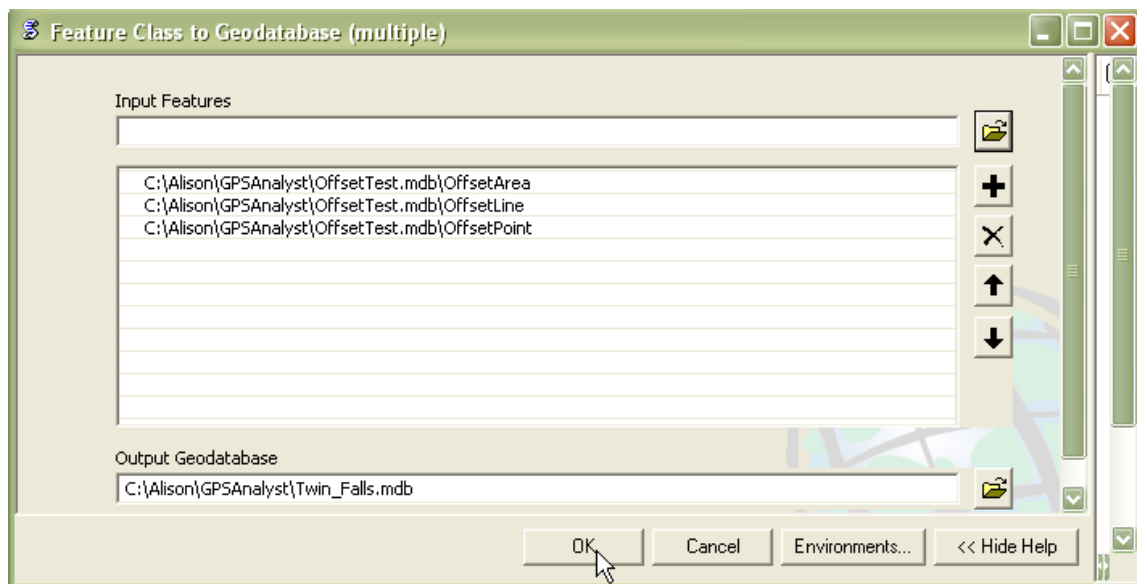 Feature Class to Geodatabase (multiple)
Input Features
C:\Alison\GPSAnalyst\OffsetTest.mdb\OffsetArea
C:\Alison\GPSAnalyst\OffsetTest.mdb\OffsetLine
C:\Alison\GPSAnalyst\OffsetTest.mdb\OffsetPoint
Output Geodatabase
C:\Alison\GPSAnalyst\Twin_Falls.mdb
OK Cancel Environments... << Hide Help